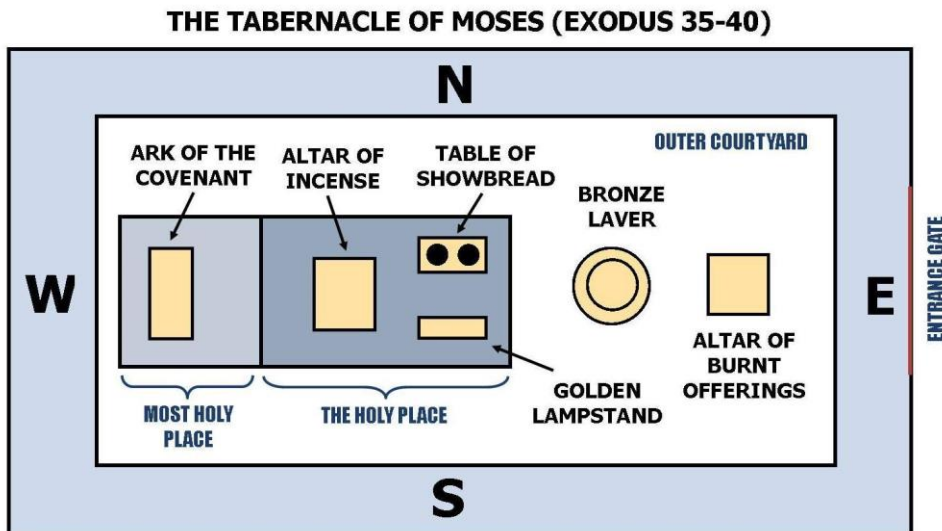 THE TABERNACLE OF MOSES (EXODUS 35-40)
N
OUTER COURTYARD
ARK OF THE
COVENANT
ALTAR OF
INCENSE
TABLE OF
SHOWBREAD
BRONZE
LAVER
W
E
ENTRANCE GATE
ALTAR OF
BURNT
OFFERINGS
GOLDEN
LAMPSTAND
MOST HOLY
PLACE
THE HOLY PLACE
S